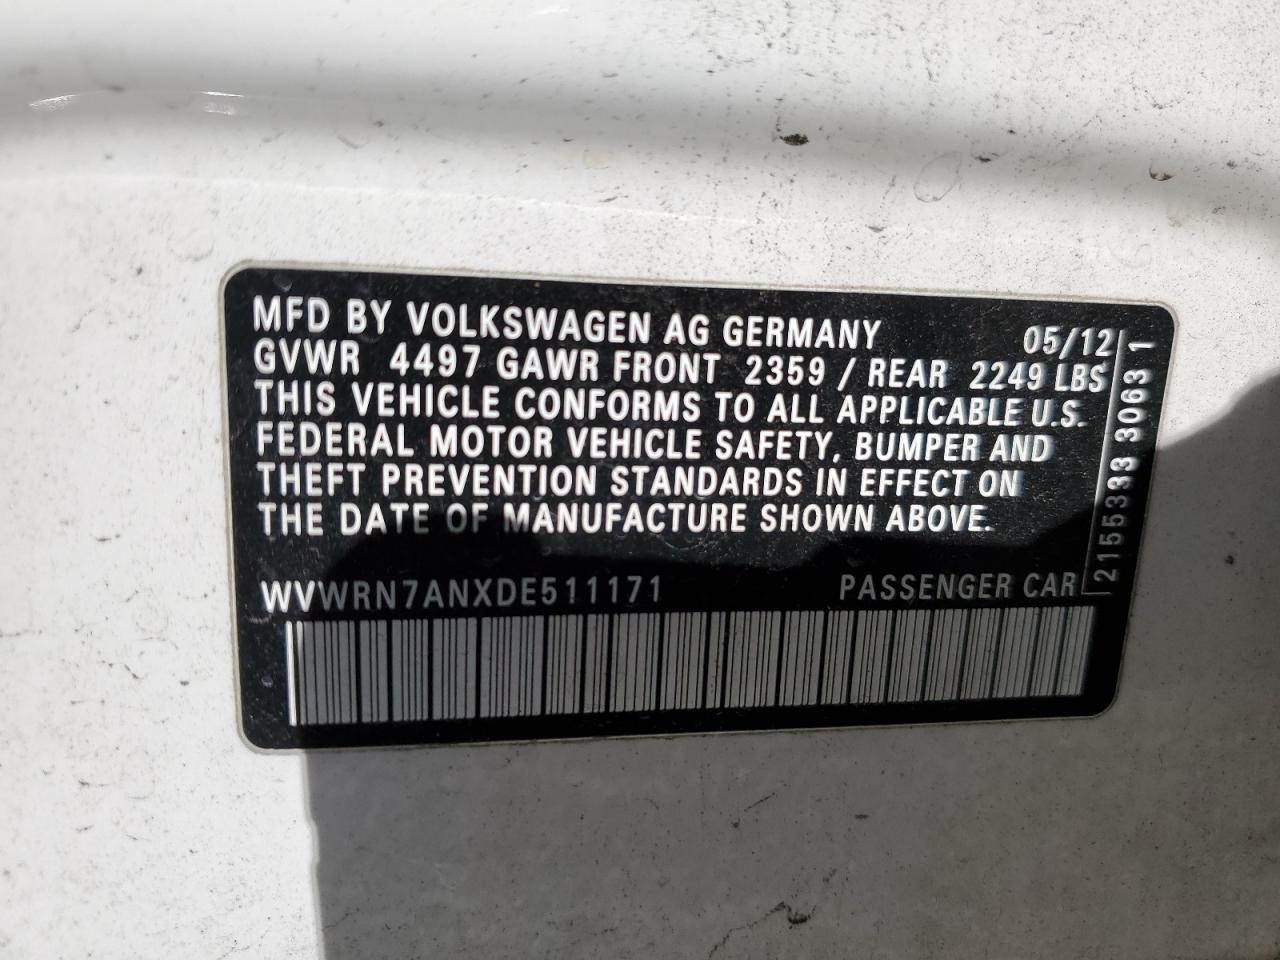 MFD BY VOLKSWAGEN AG GERMANY 05/12
GVWR 4497 GAWR FRONT 2359 / REAR 2249 LBS
THIS VEHICLE CONFORMS TO ALL APPLICABLE U.S.
FEDERAL MOTOR VEHICLE SAFETY, BUMPER AND
THEFT PREVENTION STANDARDS IN EFFECT ON
THE DATE OF MANUFACTURE SHOWN ABOVE.
WVWRN7ANXDE511171 PASSENGER CAR
2155333 3063 1